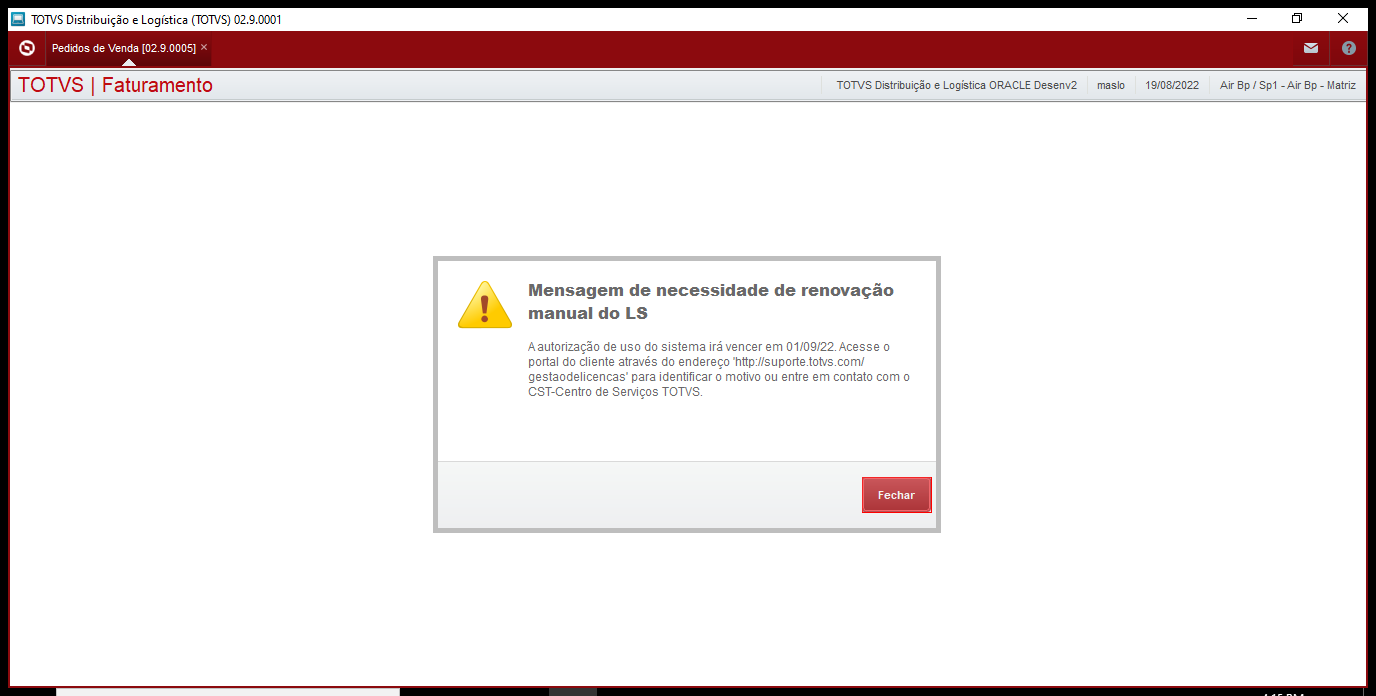 TOTVS Distribuição e Logística (TOTVS) 02.9.0001
Pedidos de Venda [02.9.0005] ×
TOTVS | Faturamento
TOTVS Distribuição e Logística ORACLE Desenv2
maslo
19/08/2022
Air Bp / Sp1 - Air Bp - Matriz
Mensagem de necessidade de renovação
manual do LS
A autorização de uso do sistema irá vencer em 01/09/22. Acesse o
portal do cliente através do endereço 'http://suporte.totvs.com/
gestaodelicencas' para identificar o motivo ou entre em contato com o
CST-Centro de Serviços TOTVS.
Fechar